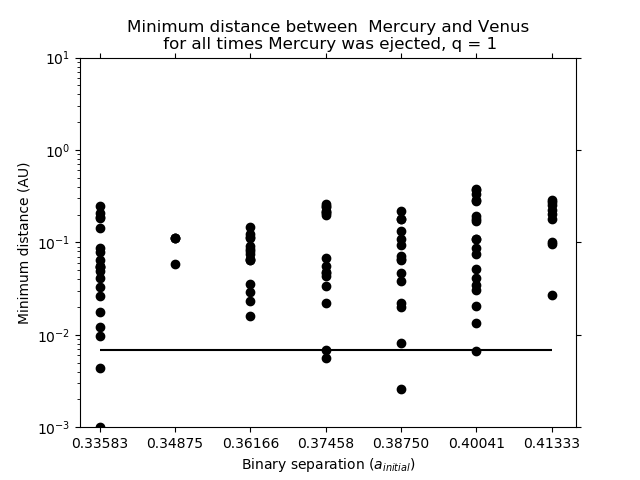 Minimum distance between  Mercury and Venus
for all times Mercury was ejected, q = 1
10¹
10⁰
10⁻¹
10⁻²
10⁻³
Minimum distance (AU)
0.33583 0.34875 0.36166 0.37458 0.38750 0.40041 0.41333
Binary separation (a_initial)